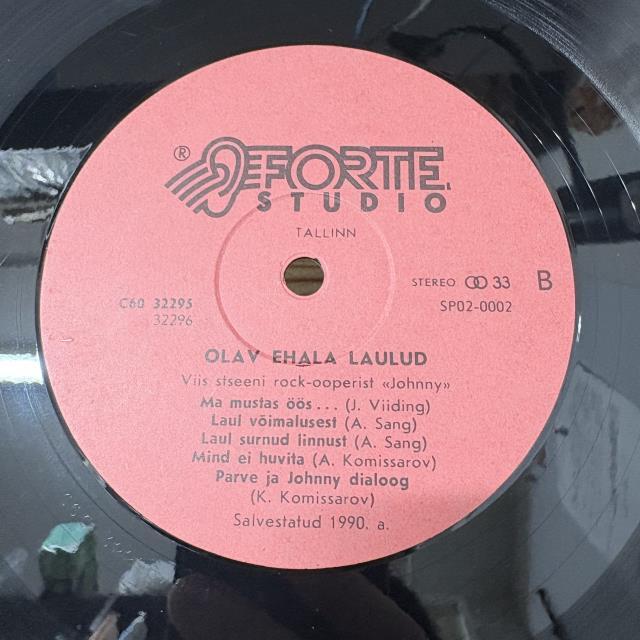 ® FORTE
STUDIO
TALLINN
STEREO 33 B
C60 32295 SP02-0002
32296
OLAV EHALA LAULUD
Viis stseeni rock-ooperist «Johnny»
Ma mustas öös... (J. Viiding)
Laul võimalusest (A. Sang)
Laul surnud linnust (A. Sang)
Mind ei huvita (A. Komissarov)
Parve ja Johnny dialoog
(K. Komissarov)
Salvestatud 1990. a.